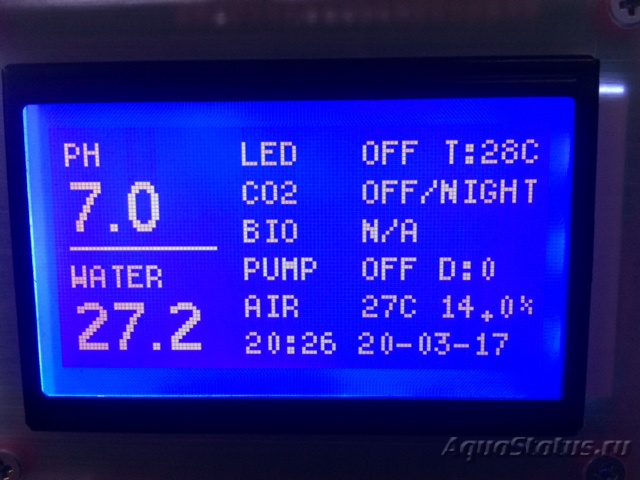 PH
7.0
WATER
27.2
LED OFF T:28C
CO2 OFF/NIGHT
BIO N/A
PUMP OFF D:0
AIR 27C 14.0%
20:26 20-03-17
AquaStatus.ru